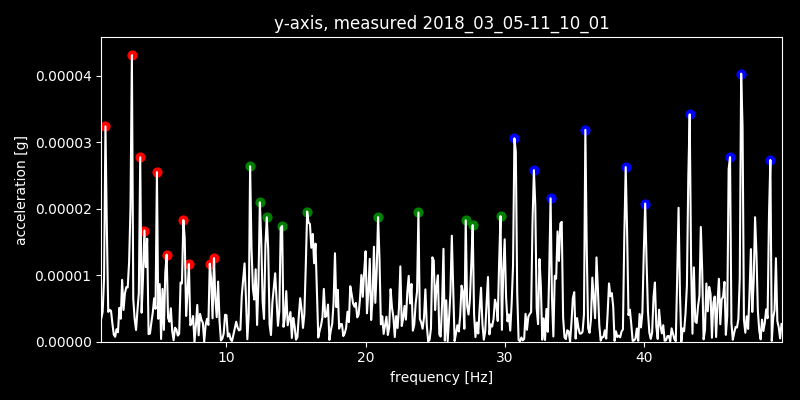 y-axis, measured 2018_03_05-11_10_01
0.00004
0.00003
0.00002
0.00001
0.00000
acceleration [g]
10 20 30 40
frequency [Hz]